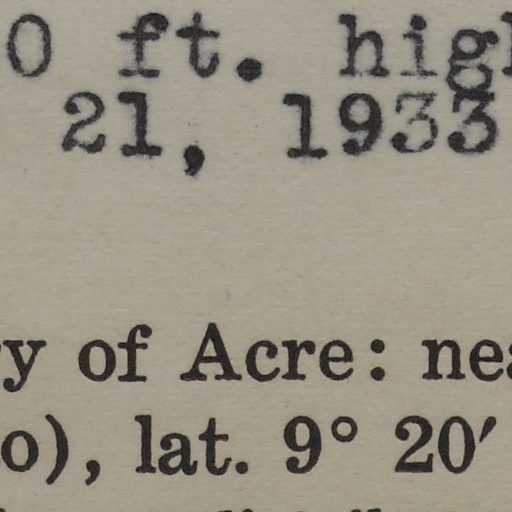 0 ft. hig
21, 1933
y of Acre: nea
o), lat. 9° 20′